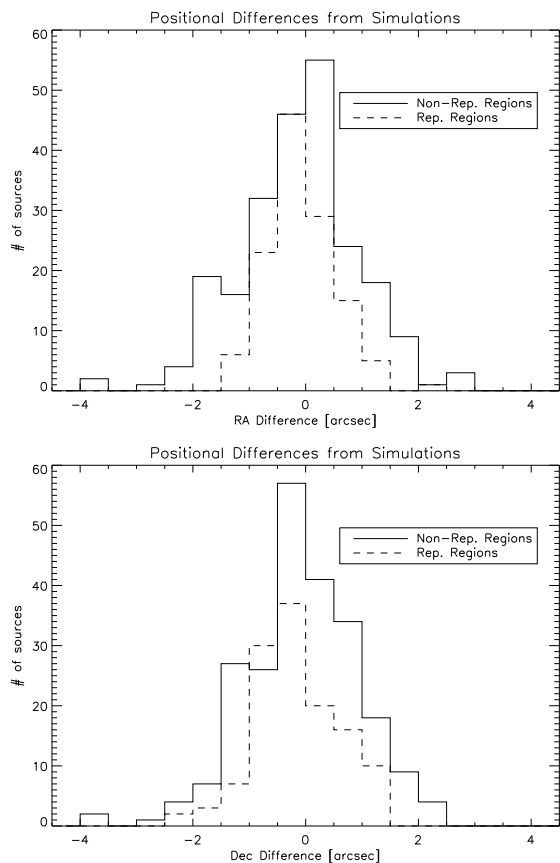 Positional Differences from Simulations
60
50
40
30
20
10
0
# of sources
Non-Rep. Regions
Rep. Regions
-4 -2 0 2 4
RA Difference [arcsec]
Positional Differences from Simulations
60
50
40
30
20
10
0
# of sources
Non-Rep. Regions
Rep. Regions
-4 -2 0 2 4
Dec Difference [arcsec]